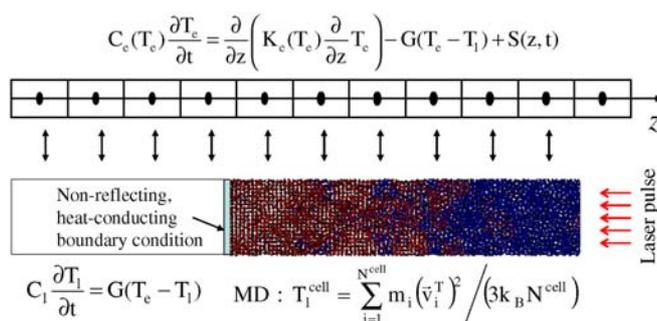 C_e(T_e) ∂T_e/∂t = ∂/∂z (K_e(T_e) ∂/∂z T_e) − G(T_e − T_l) + S(z, t)
z
Non-reflecting,
heat-conducting
boundary condition
Laser pulse
C_l ∂T_l/∂t = G(T_e − T_l)
MD : T_l^cell = ∑_{i=1}^{N^cell} m_i(v⃗_i^T)^2 / (3k_B N^cell)